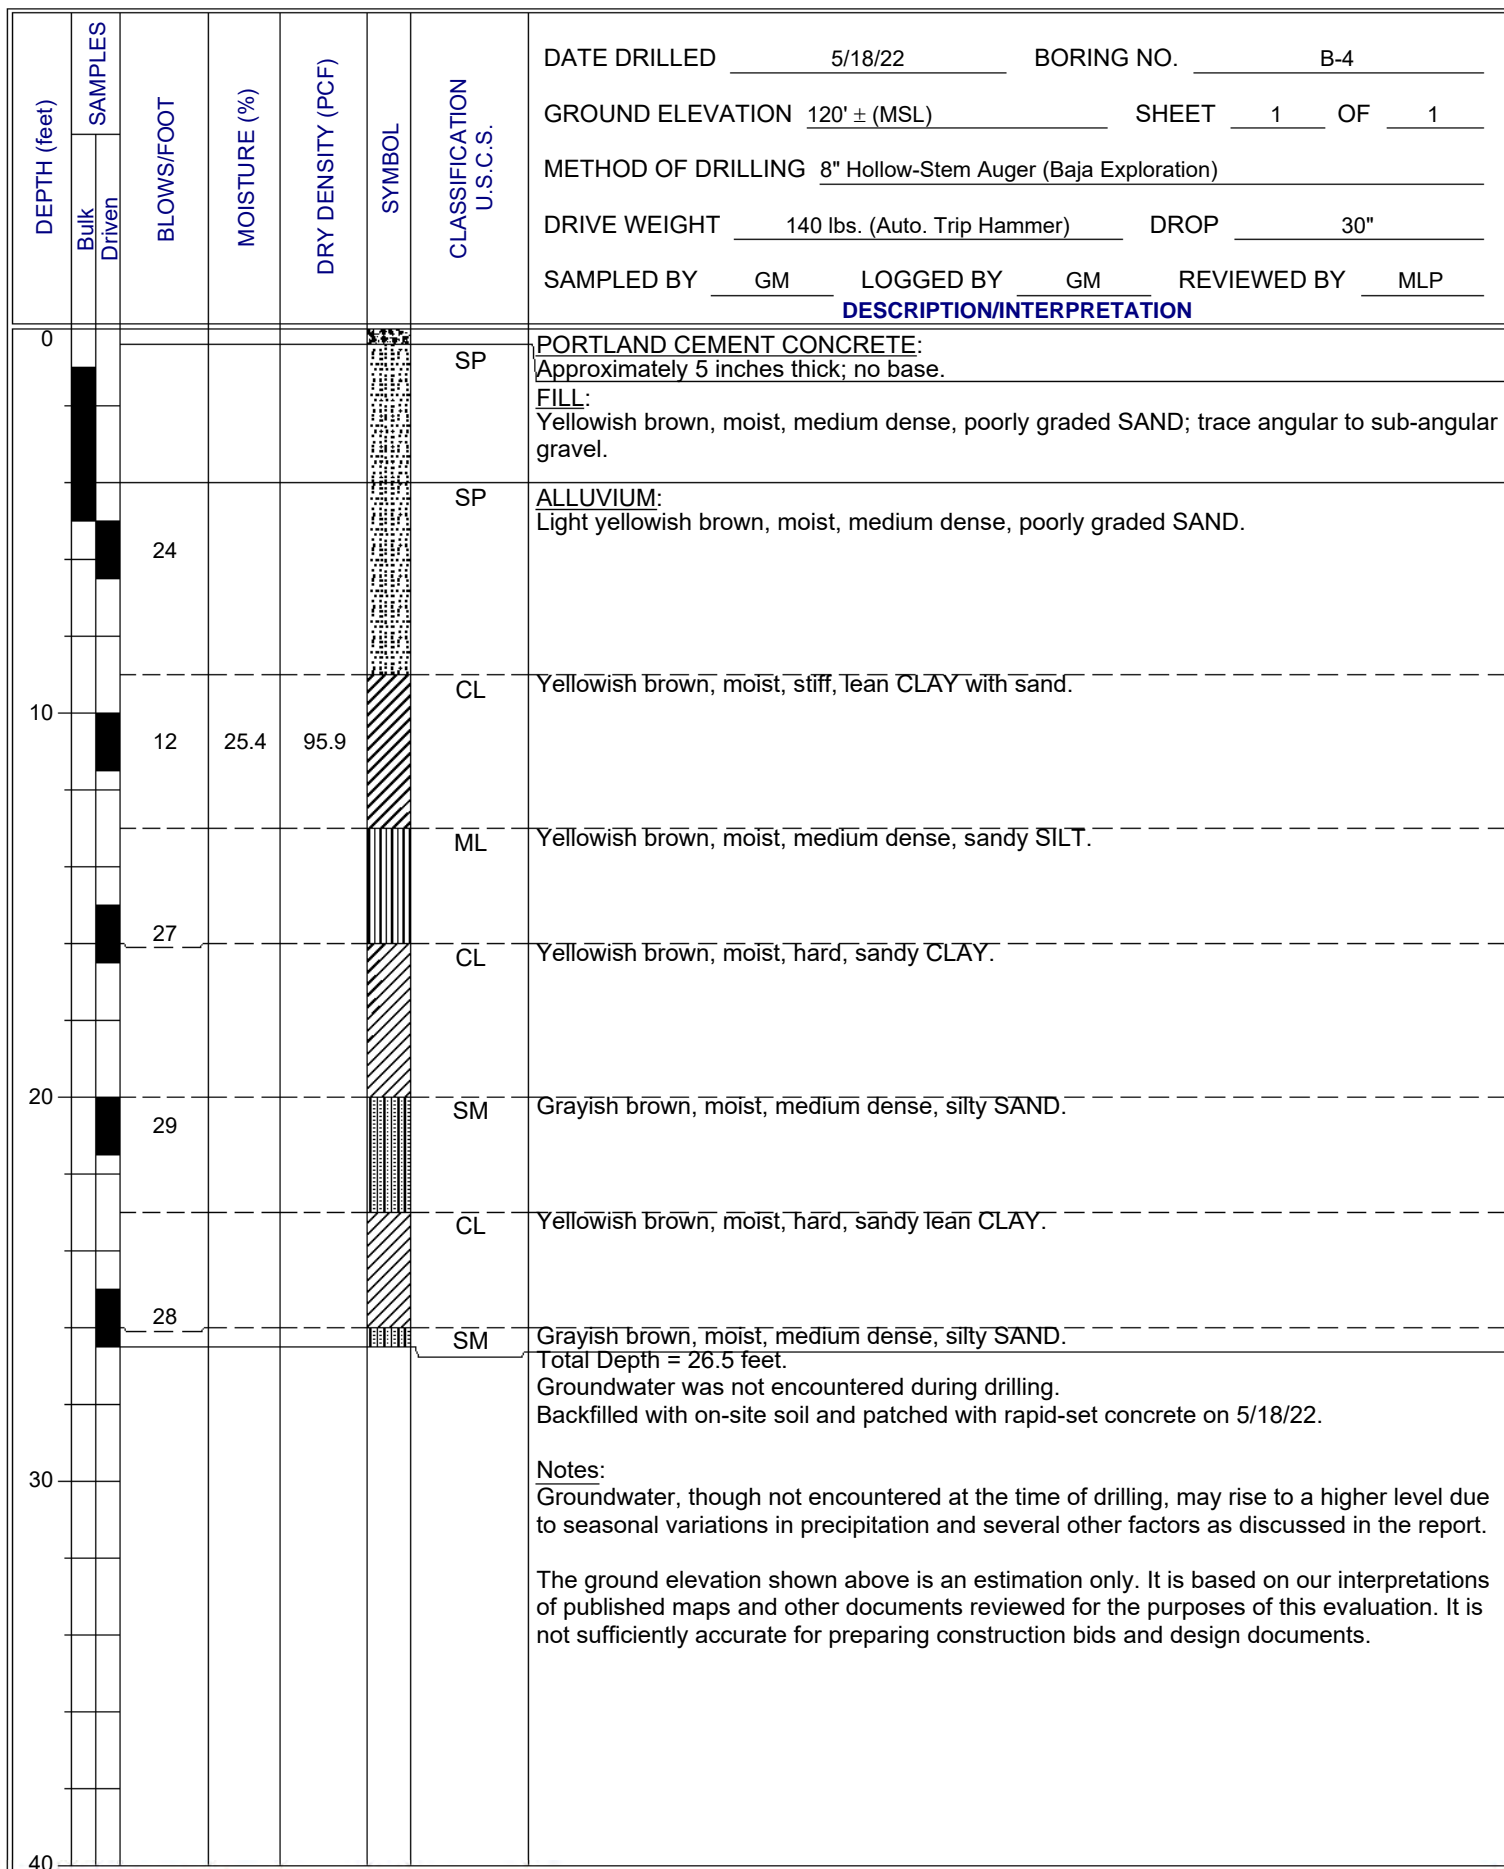 DEPTH (feet)
SAMPLES
Bulk
Driven
BLOWS/FOOT
MOISTURE (%)
DRY DENSITY (PCF)
SYMBOL
CLASSIFICATION
U.S.C.S.
DATE DRILLED 5/18/22 BORING NO. B-4
GROUND ELEVATION 120' ± (MSL) SHEET 1 OF 1
METHOD OF DRILLING 8" Hollow-Stem Auger (Baja Exploration)
DRIVE WEIGHT 140 lbs. (Auto. Trip Hammer) DROP 30"
SAMPLED BY GM LOGGED BY GM REVIEWED BY MLP
DESCRIPTION/INTERPRETATION
0
PORTLAND CEMENT CONCRETE:
SP
Approximately 5 inches thick; no base.
FILL:
Yellowish brown, moist, medium dense, poorly graded SAND; trace angular to sub-angular
gravel.
SP ALLUVIUM:
Light yellowish brown, moist, medium dense, poorly graded SAND.
24
CL Yellowish brown, moist, stiff, lean CLAY with sand.
10
12 25.4 95.9
ML Yellowish brown, moist, medium dense, sandy SILT.
27
CL Yellowish brown, moist, hard, sandy CLAY.
20
SM Grayish brown, moist, medium dense, silty SAND.
29
CL Yellowish brown, moist, hard, sandy lean CLAY.
28
SM Grayish brown, moist, medium dense, silty SAND.
Total Depth = 26.5 feet.
Groundwater was not encountered during drilling.
Backfilled with on-site soil and patched with rapid-set concrete on 5/18/22.
Notes:
30
Groundwater, though not encountered at the time of drilling, may rise to a higher level due
to seasonal variations in precipitation and several other factors as discussed in the report.
The ground elevation shown above is an estimation only. It is based on our interpretations
of published maps and other documents reviewed for the purposes of this evaluation. It is
not sufficiently accurate for preparing construction bids and design documents.
40